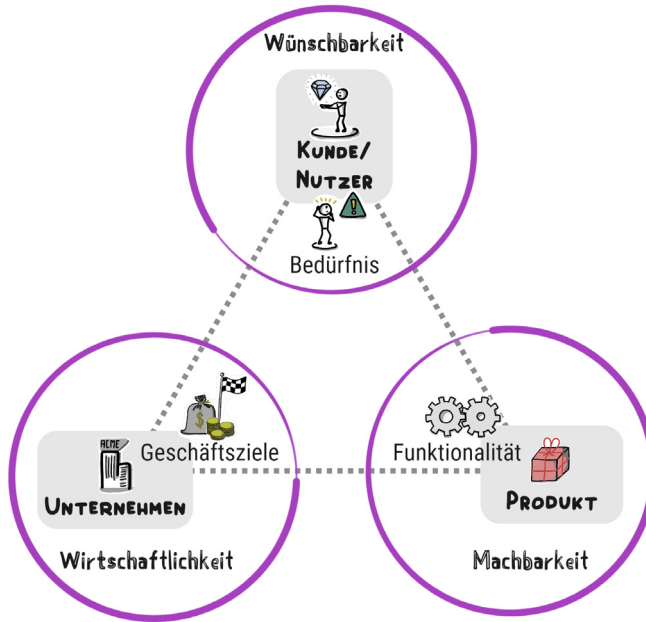 Wünschbarkeit
KUNDE/
NUTZER
!
Bedürfnis
$
ACME
Geschäftsziele
UNTERNEHMEN
Wirtschaftlichkeit
Funktionalität
PRODUKT
Machbarkeit